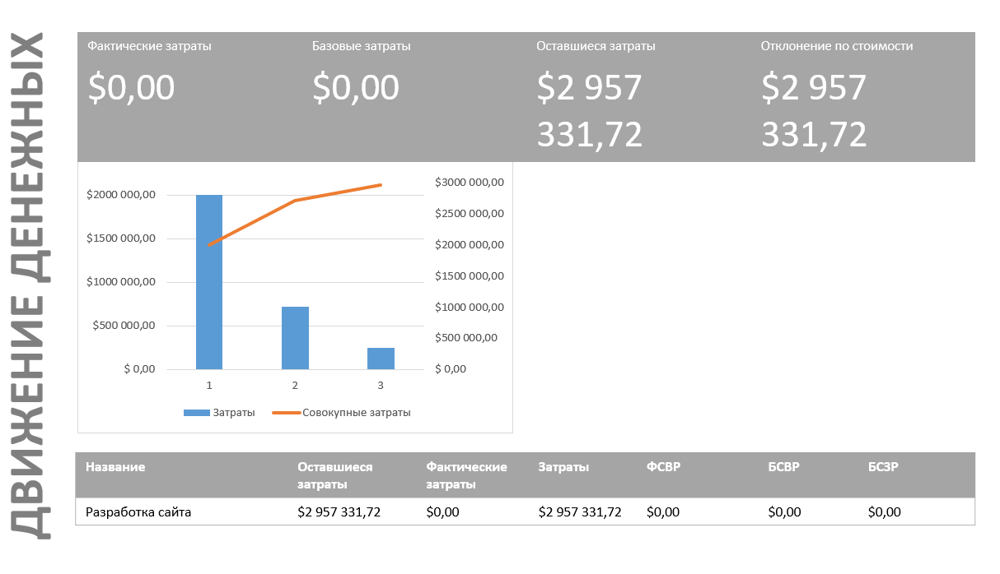 ДВИЖЕНИЕ ДЕНЕЖНЫХ
Фактические затраты
$0,00
Базовые затраты
$0,00
Оставшиеся затраты
$2 957
331,72
Отклонение по стоимости
$2 957
331,72
$2000 000,00
$1500 000,00
$1000 000,00
$500 000,00
$ 0,00
$3000 000,00
$2500 000,00
$2000 000,00
$1500 000,00
$1000 000,00
$500 000,00
$ 0,00
1 2 3
Затраты Совокупные затраты
Название Оставшиеся Фактические Затраты ФСВР БСВР БСЗР
затраты затраты
Разработка сайта $2 957 331,72 $0,00 $2 957 331,72 $0,00 $0,00 $0,00